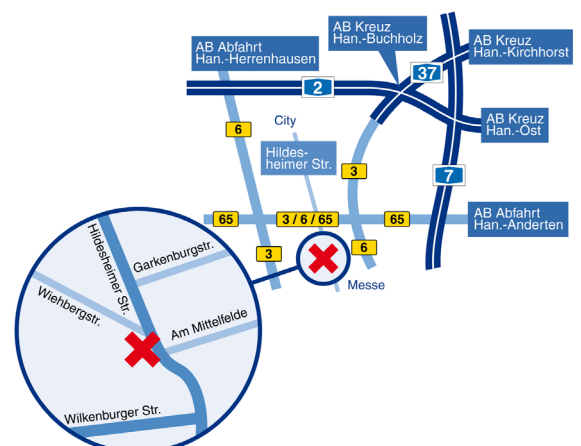 AB Abfahrt
Han.-Herrenhausen
AB Kreuz
Han.-Buchholz
AB Kreuz
Han.-Kirchhorst
37
2
City
AB Kreuz
Han.-Ost
6
Hildes-
heimer Str.
3
7
65
3 / 6 / 65
65
AB Abfahrt
Han.-Anderten
3
6
Messe
Hildesheimer Str.
Garkenburgstr.
Wiehbergstr.
Am Mittelfelde
Wilkenburger Str.